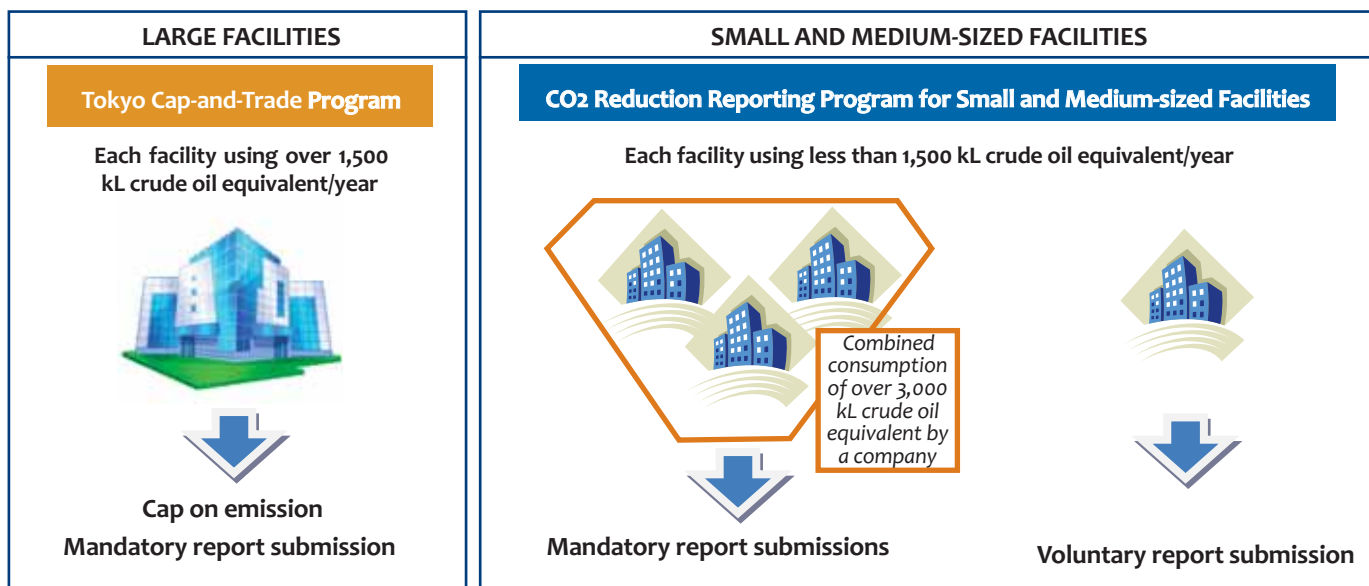 LARGE FACILITIES
Tokyo Cap-and-Trade Program
Each facility using over 1,500
kL crude oil equivalent/year
Cap on emission
Mandatory report submission
SMALL AND MEDIUM-SIZED FACILITIES
CO2 Reduction Reporting Program for Small and Medium-sized Facilities
Each facility using less than 1,500 kL crude oil equivalent/year
Combined
consumption
of over 3,000
kL crude oil
equivalent by
a company
Mandatory report submissions
Voluntary report submission